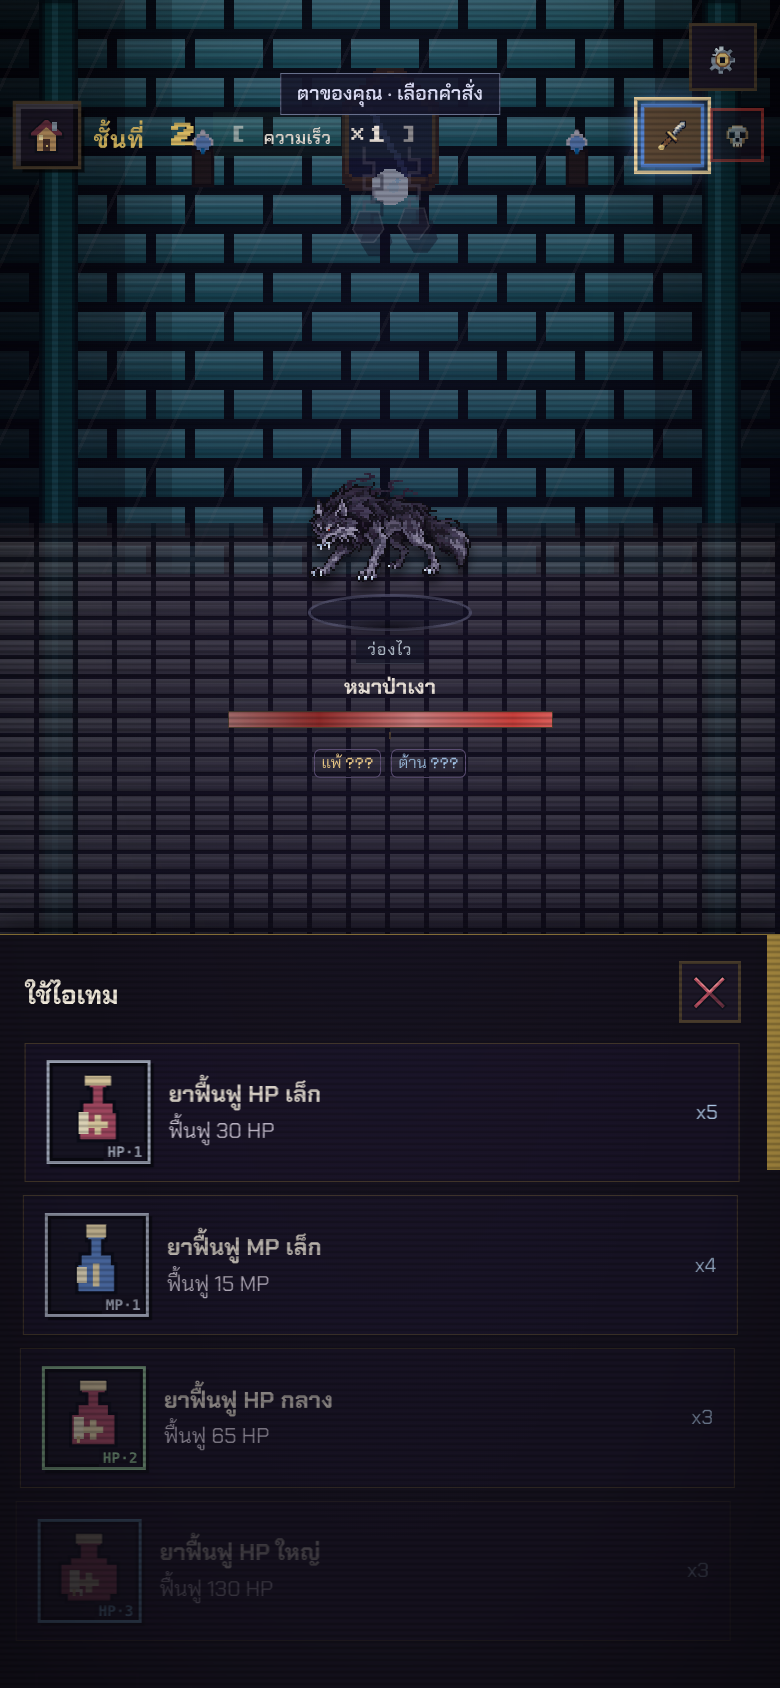 ตาของคุณ · เลือกคำสั่ง
ชั้นที่ 2 [ ความเร็ว ×1 ]
ว่องไว
หมาป่าเงา
แพ้ ??? ต้าน ???
ใช้ไอเทม
ยาฟื้นฟู HP เล็ก
ฟื้นฟู 30 HP
x5
HP·1
ยาฟื้นฟู MP เล็ก
ฟื้นฟู 15 MP
x4
MP·1
ยาฟื้นฟู HP กลาง
ฟื้นฟู 65 HP
x3
HP·2
ยาฟื้นฟู HP ใหญ่
ฟื้นฟู 130 HP
x3
HP·3